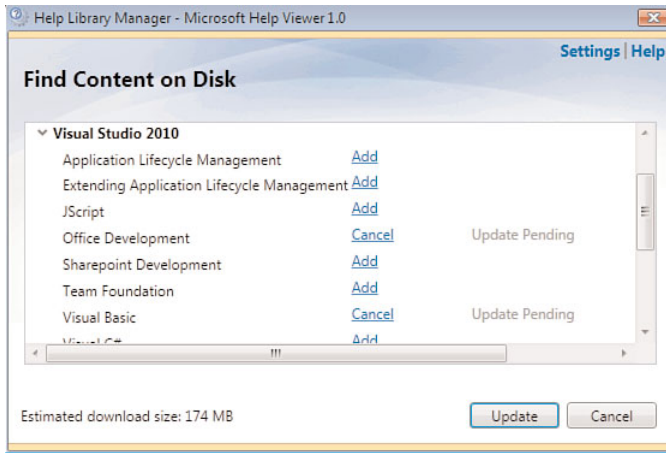 Help Library Manager - Microsoft Help Viewer 1.0
Settings | Help
Find Content on Disk
Visual Studio 2010
Application Lifecycle Management Add
Extending Application Lifecycle Management Add
JScript Add
Office Development Cancel Update Pending
Sharepoint Development Add
Team Foundation Add
Visual Basic Cancel Update Pending
Visual C# Add
Estimated download size: 174 MB Update Cancel